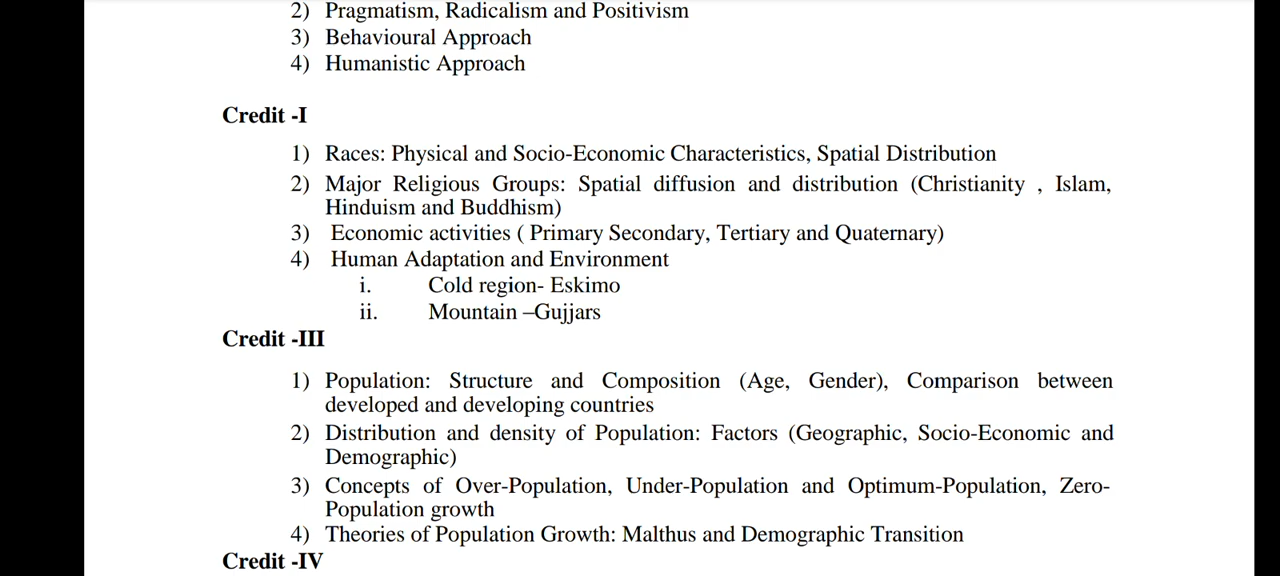 2) Pragmatism, Radicalism and Positivism
3) Behavioural Approach
4) Humanistic Approach
Credit -I
1) Races: Physical and Socio-Economic Characteristics, Spatial Distribution
2) Major Religious Groups: Spatial diffusion and distribution (Christianity , Islam,
Hinduism and Buddhism)
3) Economic activities ( Primary Secondary, Tertiary and Quaternary)
4) Human Adaptation and Environment
i. Cold region- Eskimo
ii. Mountain –Gujjars
Credit -III
1) Population: Structure and Composition (Age, Gender), Comparison between
developed and developing countries
2) Distribution and density of Population: Factors (Geographic, Socio-Economic and
Demographic)
3) Concepts of Over-Population, Under-Population and Optimum-Population, Zero-
Population growth
4) Theories of Population Growth: Malthus and Demographic Transition
Credit -IV